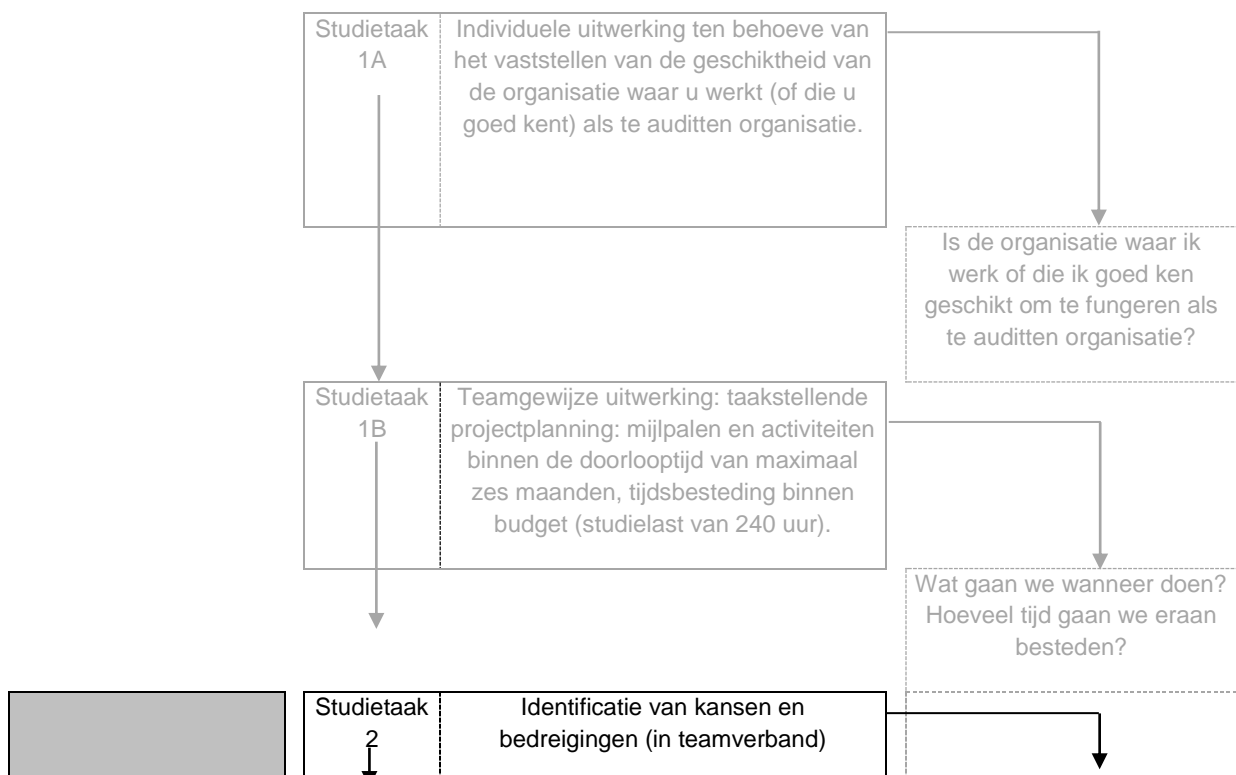 Studietaak
1A
Individuele uitwerking ten behoeve van
het vaststellen van de geschiktheid van
de organisatie waar u werkt (of die u
goed kent) als te auditten organisatie.
Is de organisatie waar ik
werk of die ik goed ken
geschikt om te fungeren als
te auditten organisatie?
Studietaak
1B
Teamgewijze uitwerking: taakstellende
projectplanning: mijlpalen en activiteiten
binnen de doorlooptijd van maximaal
zes maanden, tijdsbesteding binnen
budget (studielast van 240 uur).
Wat gaan we wanneer doen?
Hoeveel tijd gaan we eraan
besteden?
Studietaak
2
Identificatie van kansen en
bedreigingen (in teamverband)